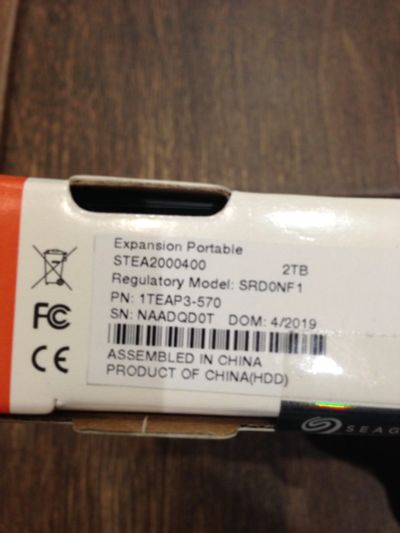 Expansion Portable
STEA2000400 2TB
Regulatory Model: SRD0NF1
PN: 1TEAP3-570
SN: NAADQD0T DOM: 4/2019
ASSEMBLED IN CHINA
PRODUCT OF CHINA(HDD)
FC
CE
SEAG